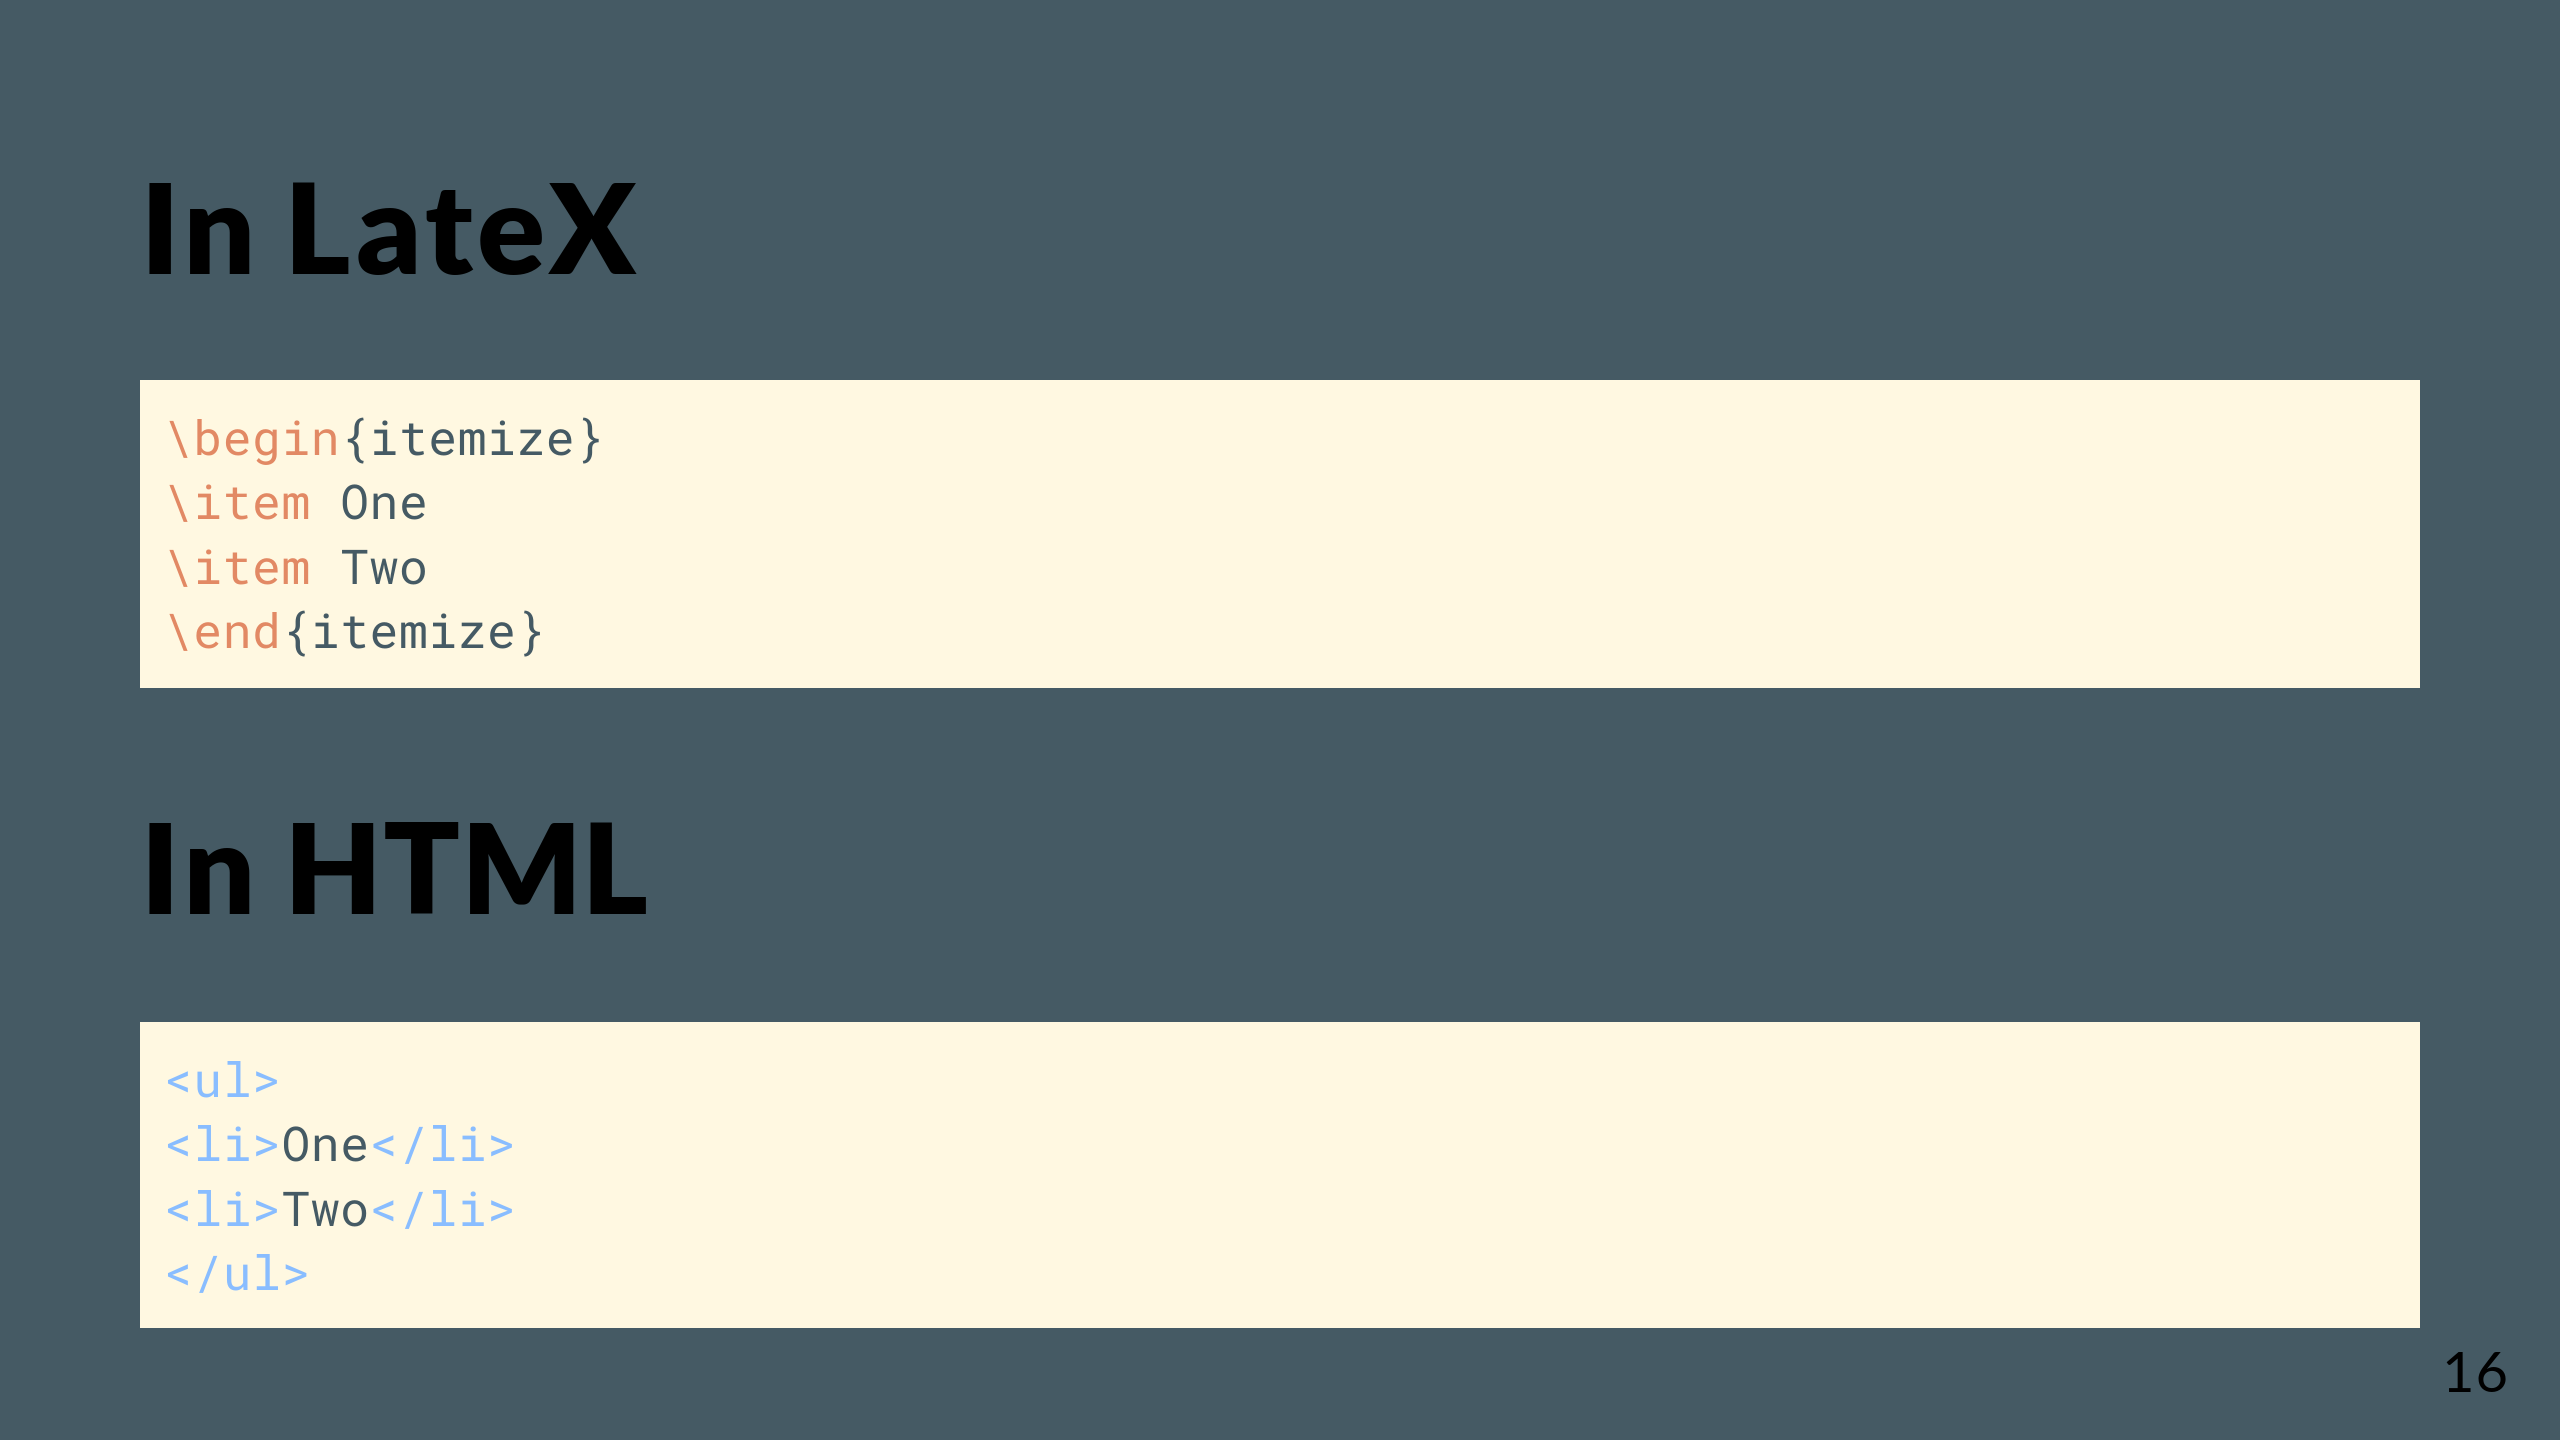 In LateX
\begin{itemize}
\item One
\item Two
\end{itemize}
In HTML
<ul>
<li>One</li>
<li>Two</li>
</ul>
16